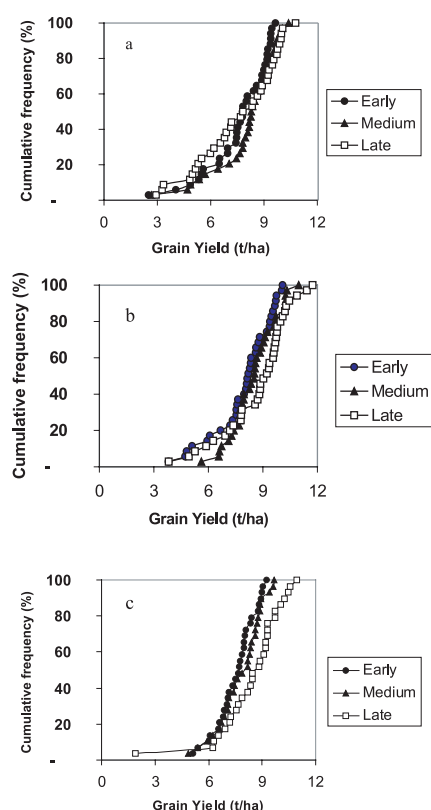 Cumulative frequency (%)
100
80
60
40
20
-
a
Early
Medium
Late
0 3 6 9 12
Grain Yield (t/ha)
Cumulative frequency (%)
100
80
60
40
20
-
b
Early
Medium
Late
0 3 6 9 12
Grain Yield (t/ha)
Cumulative frequency (%)
100
80
60
40
20
-
c
Early
Medium
Late
0 3 6 9 12
Grain Yield (t/ha)